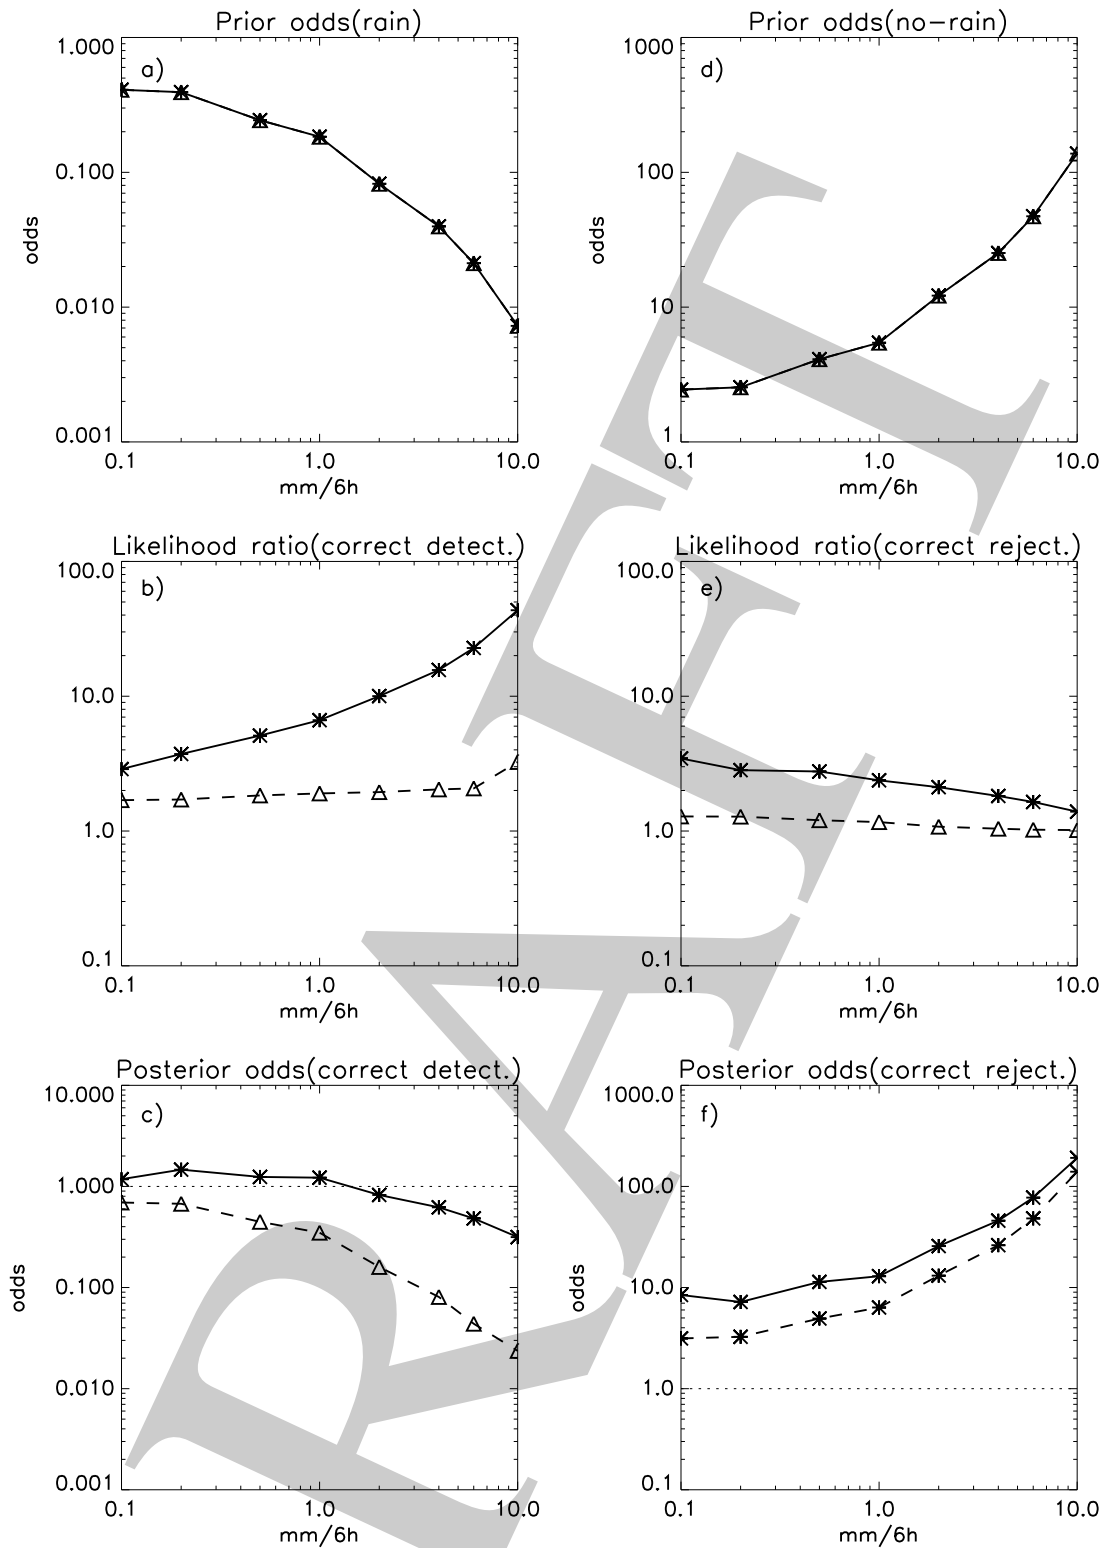 Prior odds(rain)
1.000
a)
0.100
odds
0.010
0.001
0.1 1.0 10.0
mm/6h
Prior odds(no-rain)
1000
d)
100
odds
10
1
0.1 1.0 10.0
mm/6h
Likelihood ratio(correct detect.)
100.0
b)
10.0
1.0
0.1
0.1 1.0 10.0
mm/6h
Likelihood ratio(correct reject.)
100.0
e)
10.0
1.0
0.1
0.1 1.0 10.0
mm/6h
Posterior odds(correct detect.)
10.000
c)
1.000
0.100
odds
0.010
0.001
0.1 1.0 10.0
mm/6h
Posterior odds(correct reject.)
1000.0
f)
100.0
10.0
odds
1.0
0.1
0.1 1.0 10.0
mm/6h
RAFT